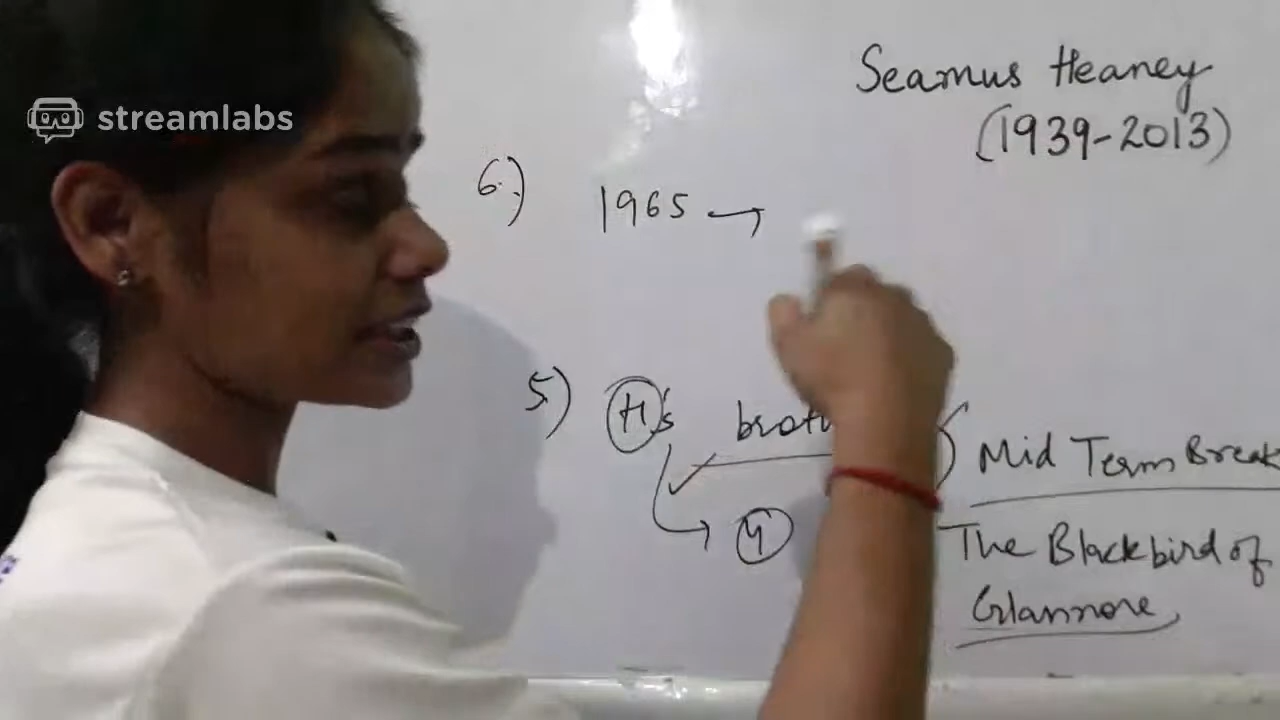 streamlabs
Seamus Heaney
(1939-2013)
6.) 1965 →
5) H's
Mid Term Break
The Blackbird of
Glanmore